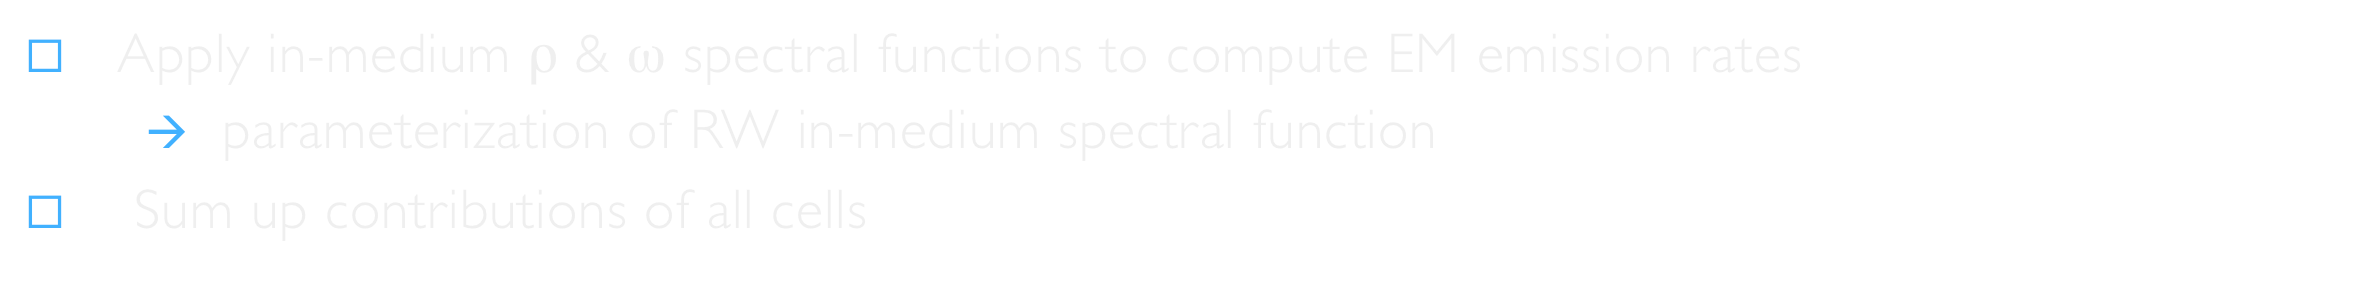 □ Apply in-medium ρ & ω spectral functions to compute EM emission rates
→ parameterization of RW in-medium spectral function
□ Sum up contributions of all cells